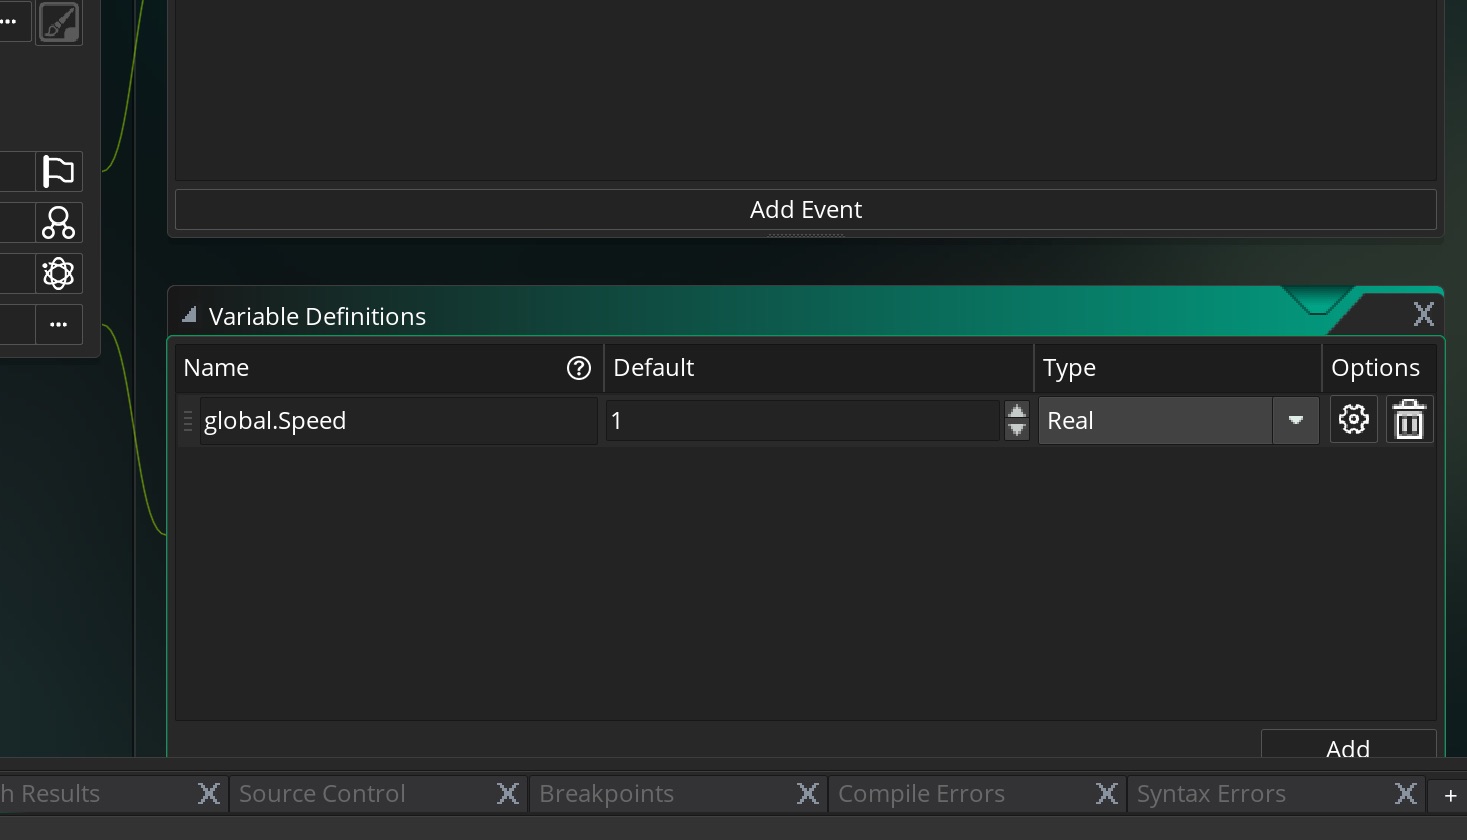 Add Event
Variable Definitions
X
Name ? Default Type Options
global.Speed 1 Real
Add
h Results X Source Control X Breakpoints X Compile Errors X Syntax Errors X +